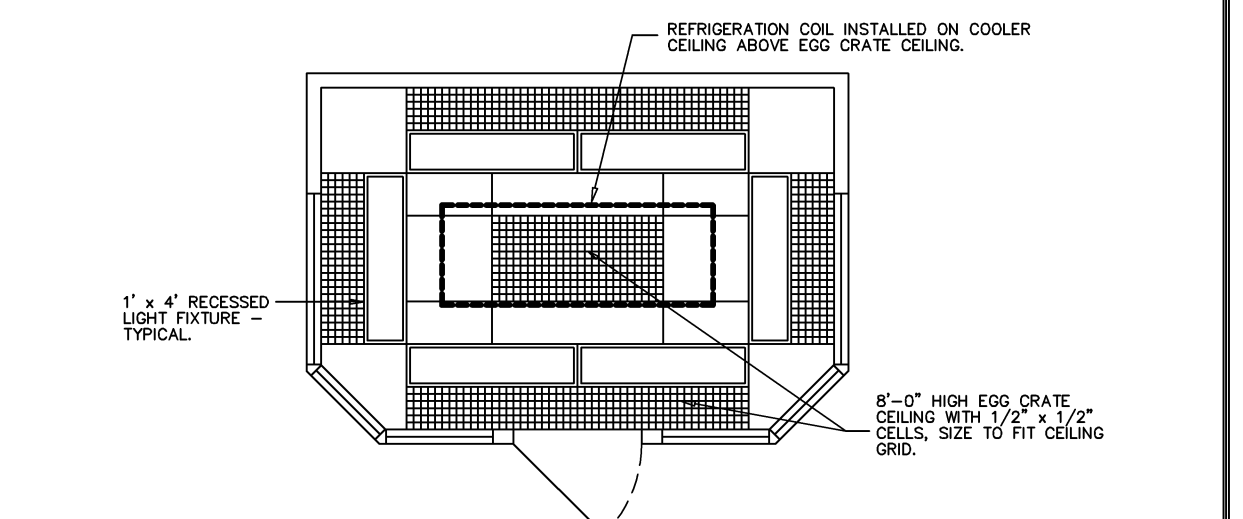 REFRIGERATION COIL INSTALLED ON COOLER
CEILING ABOVE EGG CRATE CEILING.
1' x 4' RECESSED
LIGHT FIXTURE –
TYPICAL.
8'-0" HIGH EGG CRATE
CEILING WITH 1/2" x 1/2"
CELLS, SIZE TO FIT CEILING
GRID.